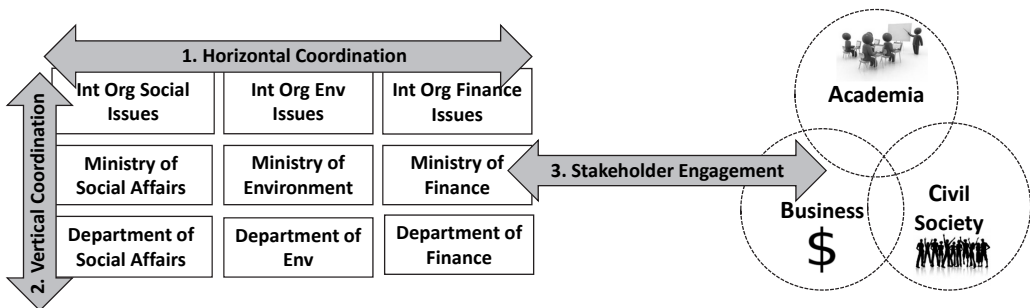 1. Horizontal Coordination
2. Vertical Coordination
Int Org Social
Issues
Int Org Env
Issues
Int Org Finance
Issues
Ministry of
Social Affairs
Ministry of
Environment
Ministry of
Finance
Department of
Social Affairs
Department of
Env
Department of
Finance
3. Stakeholder Engagement
Academia
Business
$
Civil
Society